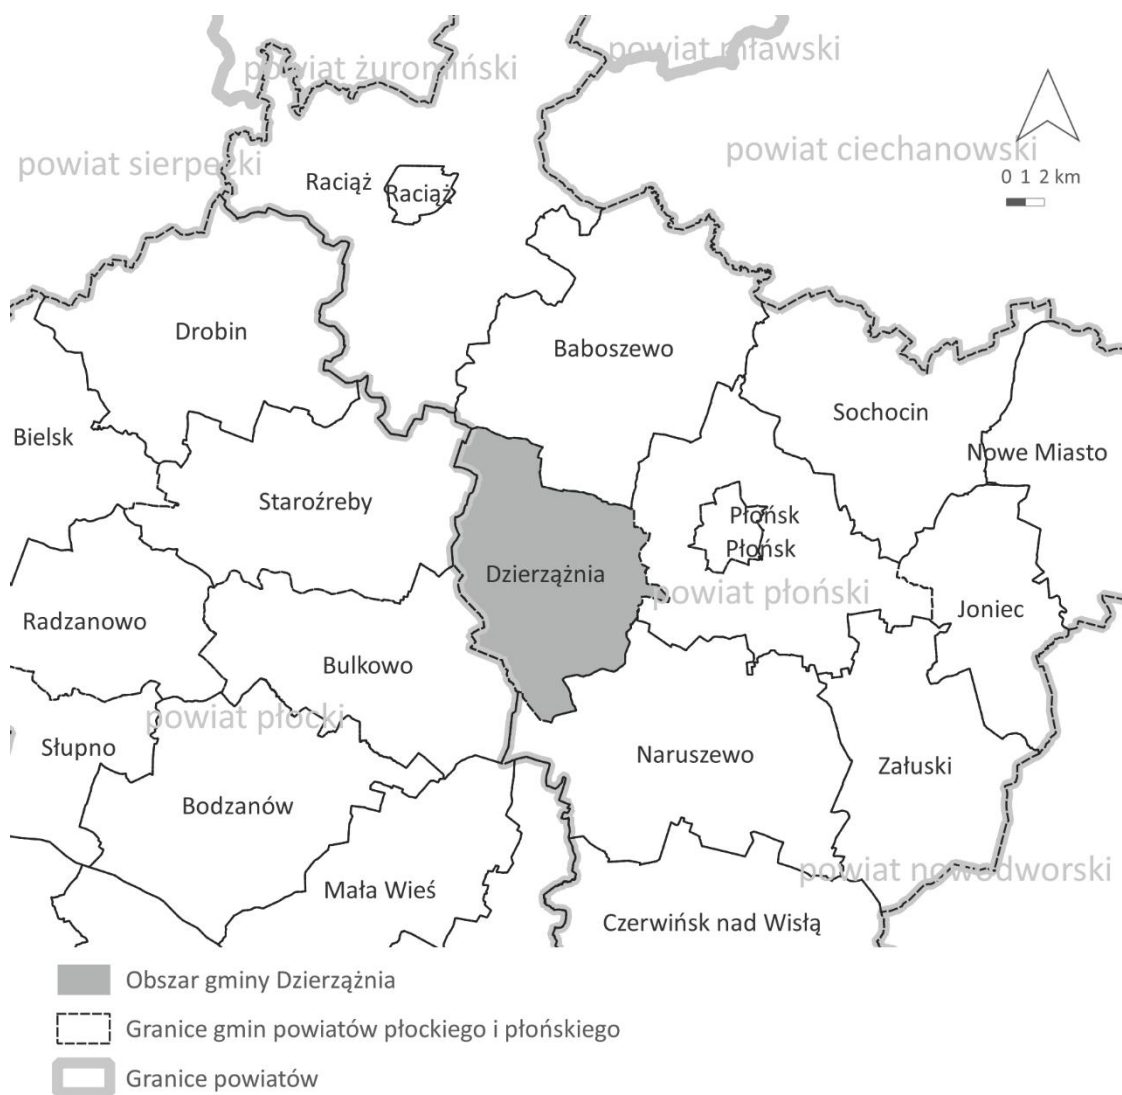 powiat mławski
powiat żuromiński
powiat ciechanowski
powiat sierpecki
0 1 2 km
Raciąż
Raciąż
Drobin
Baboszewo
Sochocin
Bielsk
Nowe Miasto
Staroźreby
Płońsk
Płońsk
Dzierzążnia
powiat płoński
Joniec
Radzanowo
Bulkowo
powiat płocki
Słupno
Naruszewo
Załuski
Bodzanów
powiat nowodworski
Mała Wieś
Czerwińsk nad Wisłą
Obszar gminy Dzierzążnia
Granice gmin powiatów płockiego i płońskiego
Granice powiatów